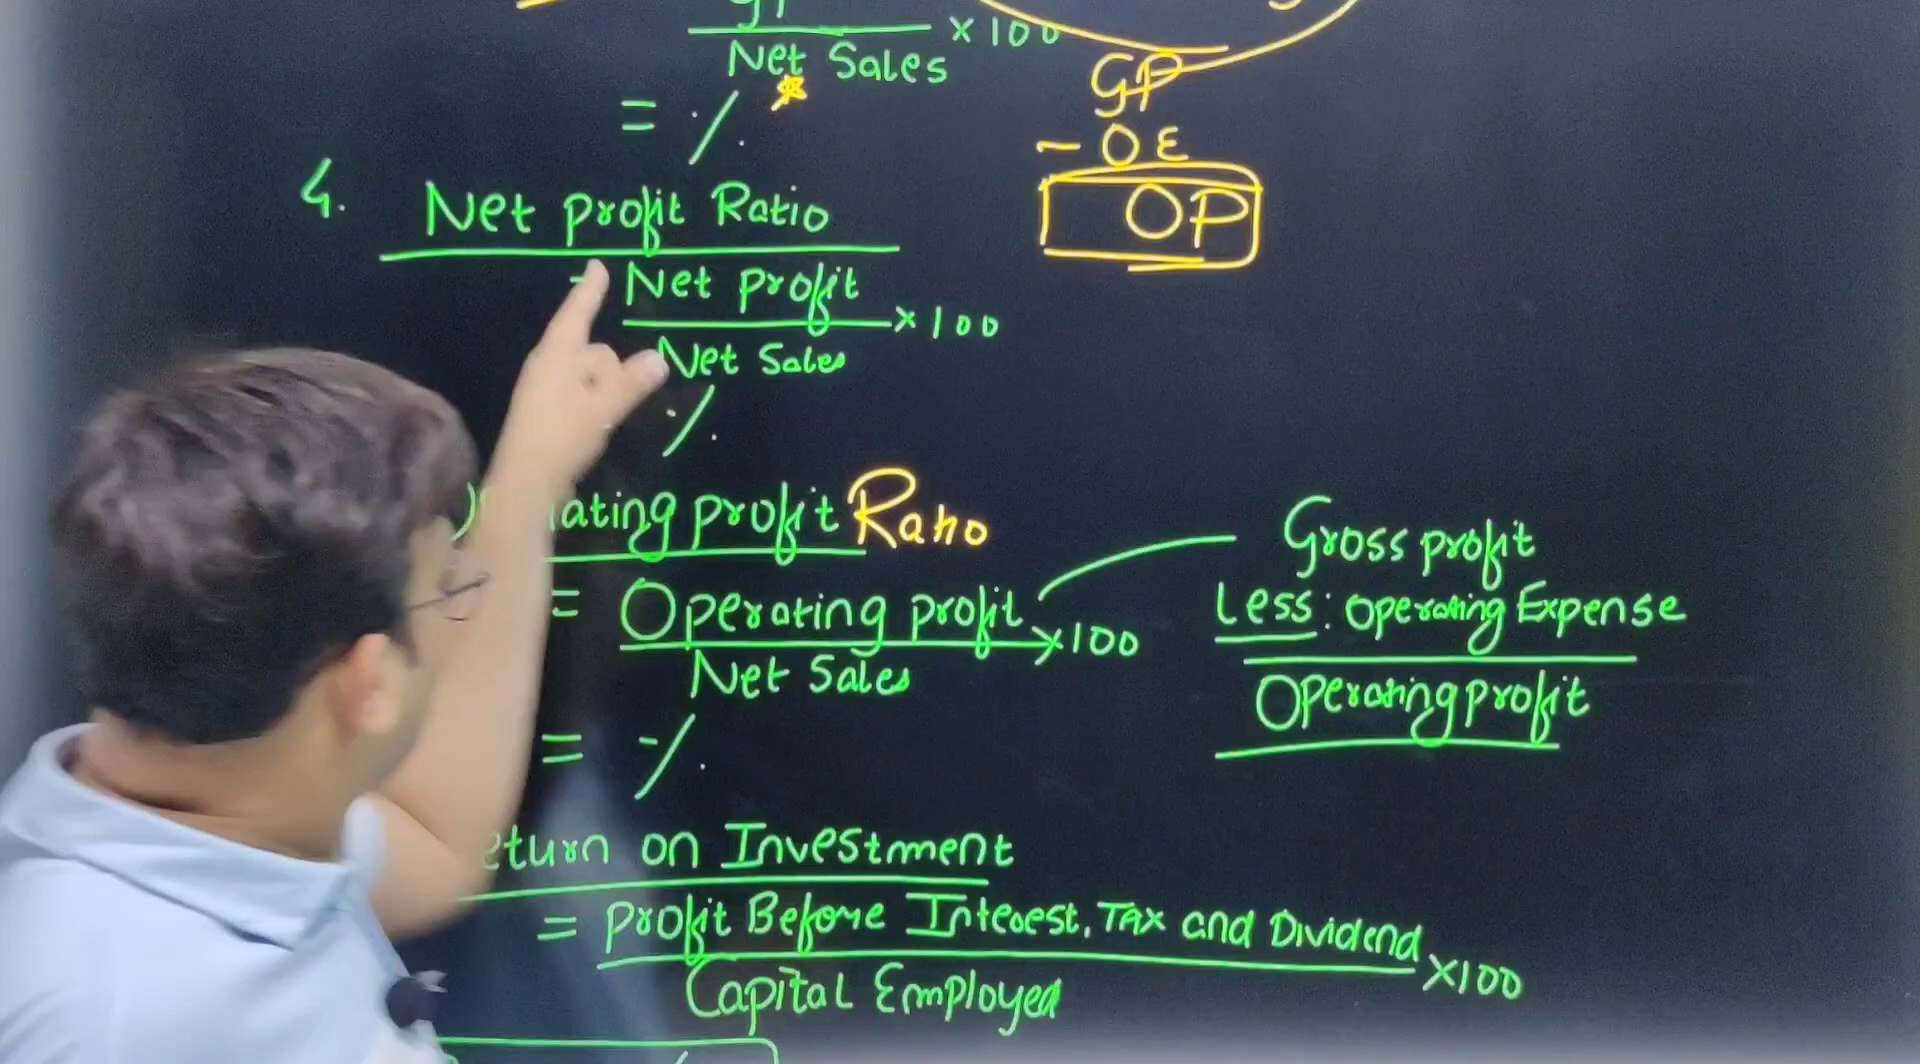 GP
Net Sales × 100
= %
GP
- OE
OP
4. Net Profit Ratio
= Net Profit
Net Sales × 100
%
ating profit Ratio
= Operating profit
Net Sales ×100
= %
Gross profit
Less: Operating Expense
Operating profit
eturn on Investment
= Profit Before Interest, Tax and Dividend
Capital Employed ×100